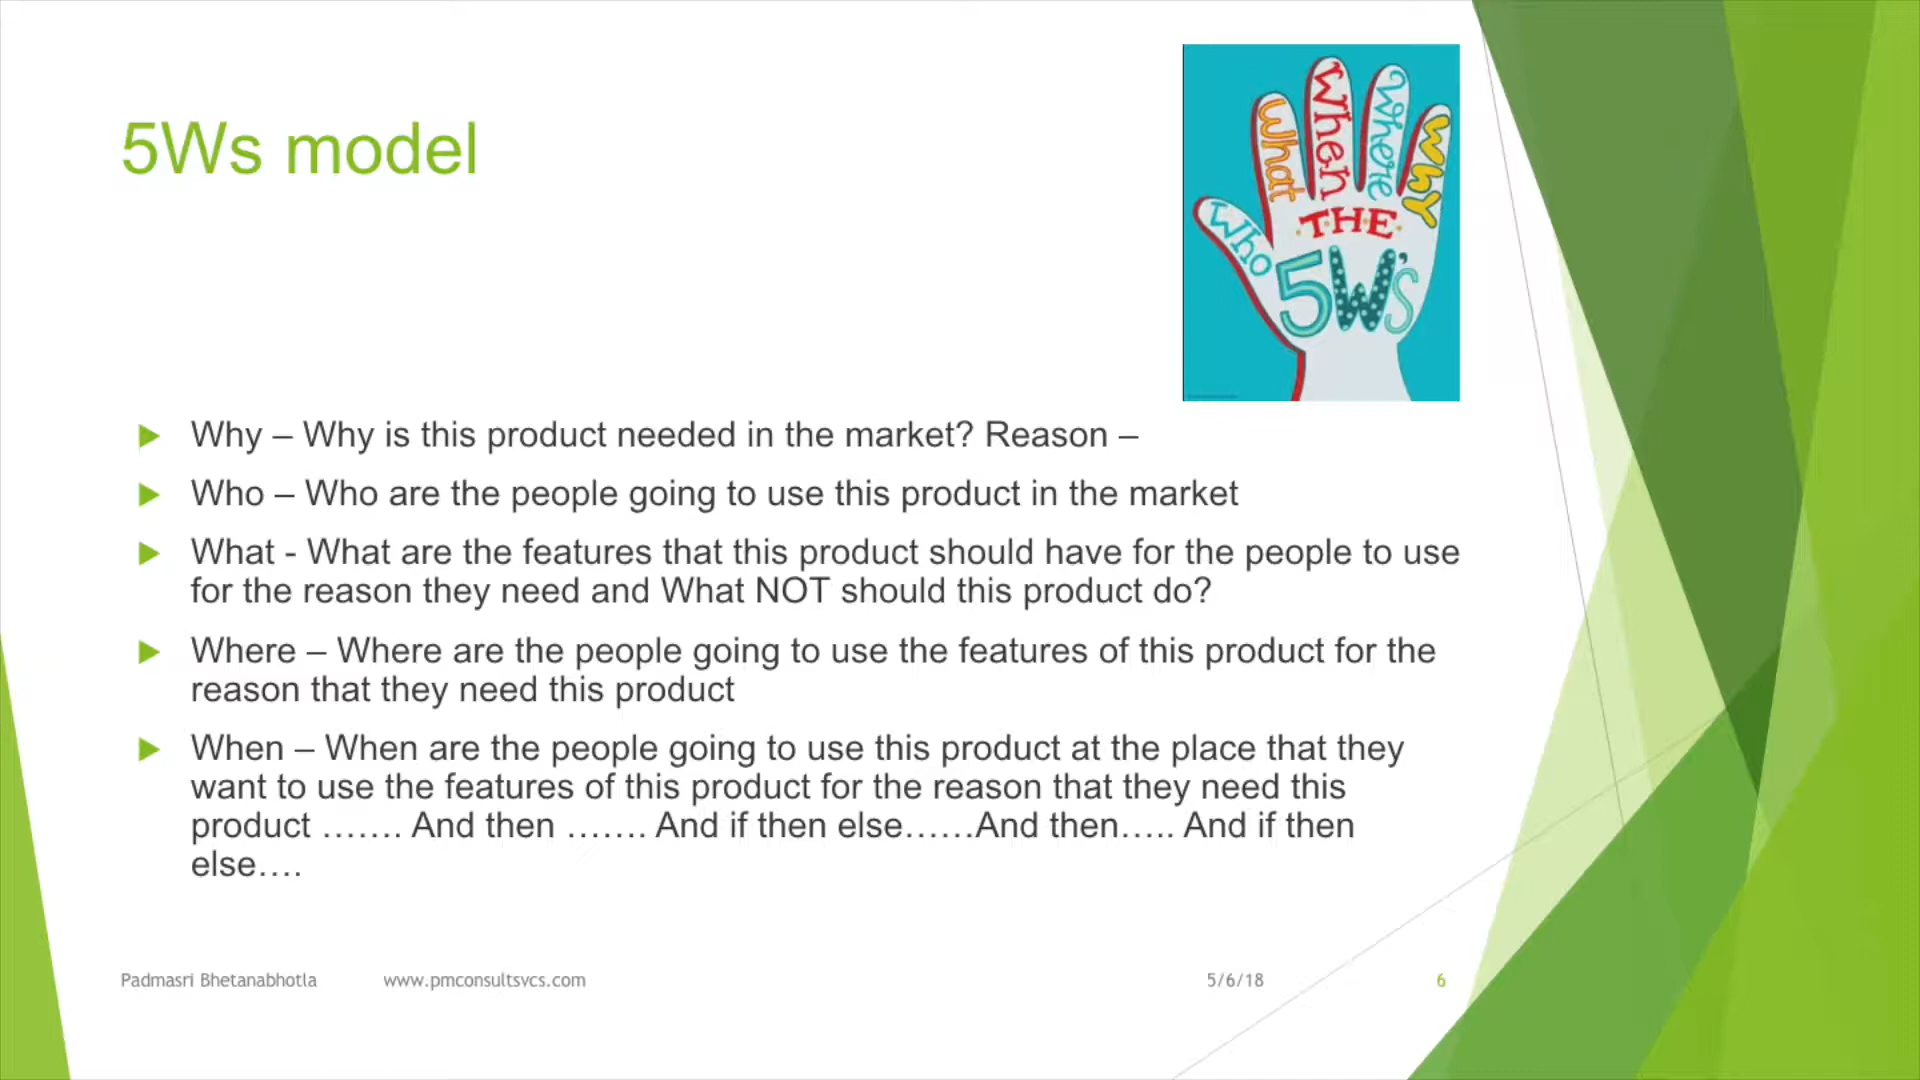 5Ws model
Who
What
When
Where
Why
THE
5W's
Why – Why is this product needed in the market? Reason –
Who – Who are the people going to use this product in the market
What - What are the features that this product should have for the people to use
for the reason they need and What NOT should this product do?
Where – Where are the people going to use the features of this product for the
reason that they need this product
When – When are the people going to use this product at the place that they
want to use the features of this product for the reason that they need this
product ……. And then ……. And if then else……And then….. And if then
else….
Padmasri Bhetanabhotla www.pmconsultsvcs.com 5/6/18 6